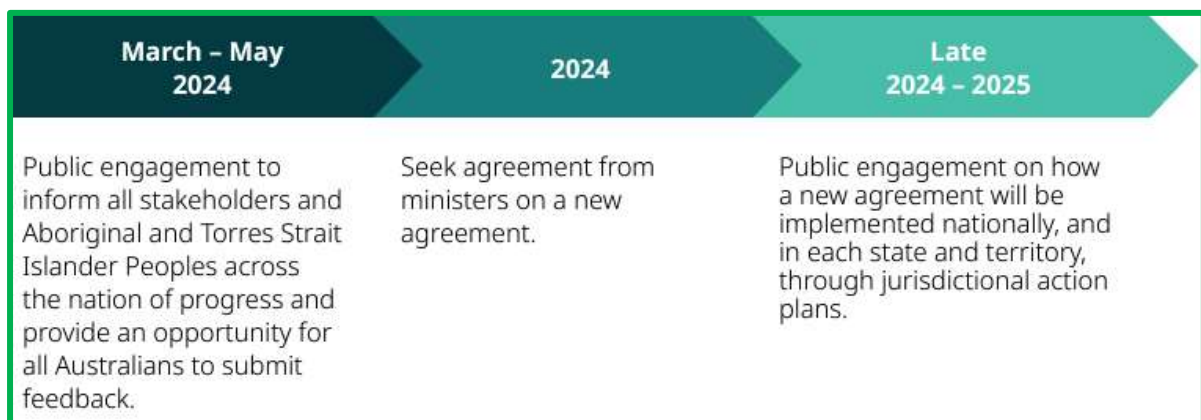 March – May
2024
2024
Late
2024 – 2025
Public engagement to
inform all stakeholders and
Aboriginal and Torres Strait
Islander Peoples across
the nation of progress and
provide an opportunity for
all Australians to submit
feedback.
Seek agreement from
ministers on a new
agreement.
Public engagement on how
a new agreement will be
implemented nationally, and
in each state and territory,
through jurisdictional action
plans.